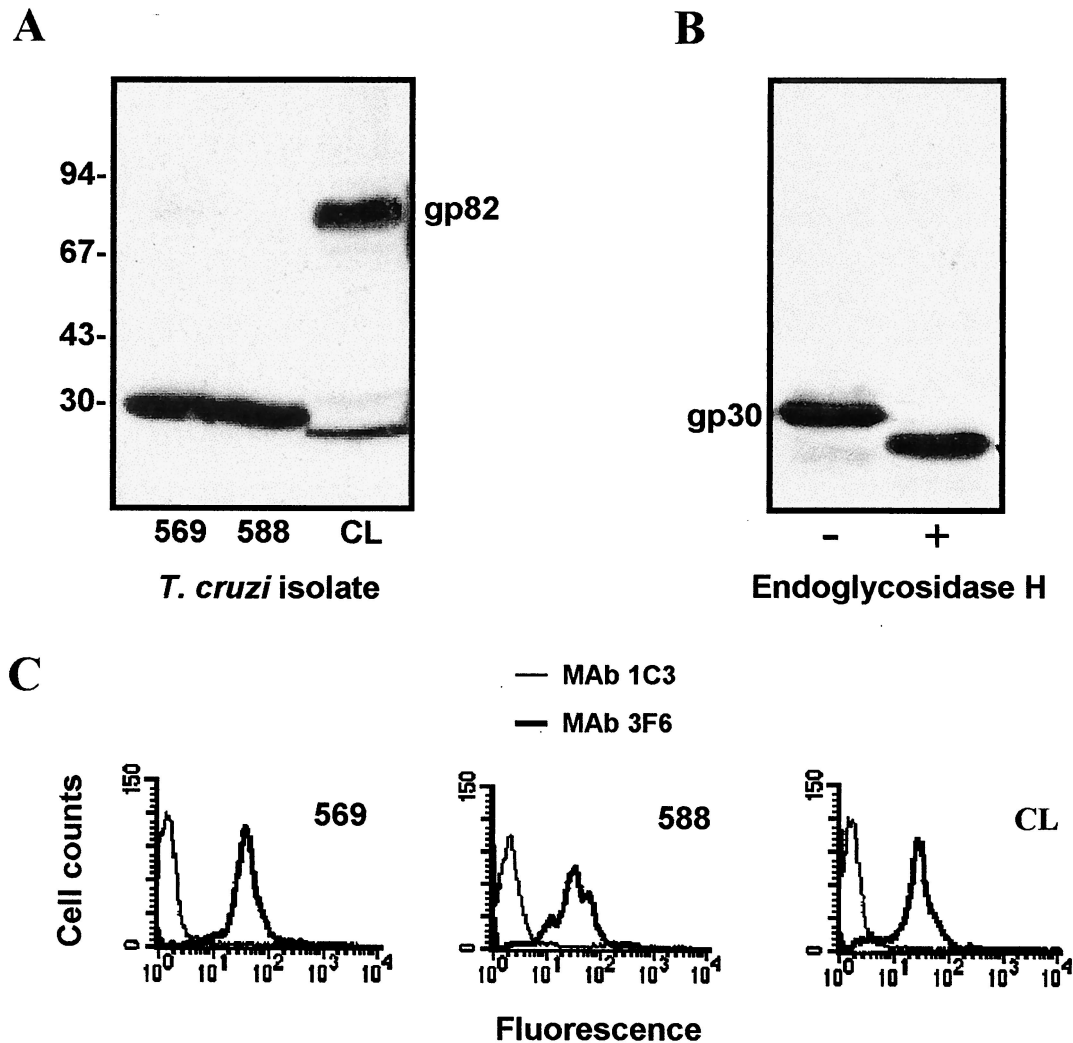 A
94-
67-
43-
30-
gp82
569 588 CL
T. cruzi isolate
B
gp30
- +
Endoglycosidase H
C
MAb 1C3
MAb 3F6
Cell counts
150
0
569
10^0 10^1 10^2 10^3 10^4
150
0
588
10^0 10^1 10^2 10^3 10^4
150
0
CL
10^0 10^1 10^2 10^3 10^4
Fluorescence